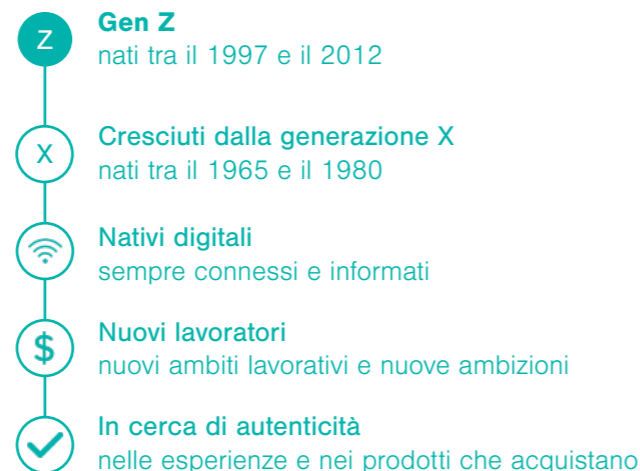 Z
Gen Z
nati tra il 1997 e il 2012
X
Cresciuti dalla generazione X
nati tra il 1965 e il 1980
Nativi digitali
sempre connessi e informati
$
Nuovi lavoratori
nuovi ambiti lavorativi e nuove ambizioni
In cerca di autenticità
nelle esperienze e nei prodotti che acquistano